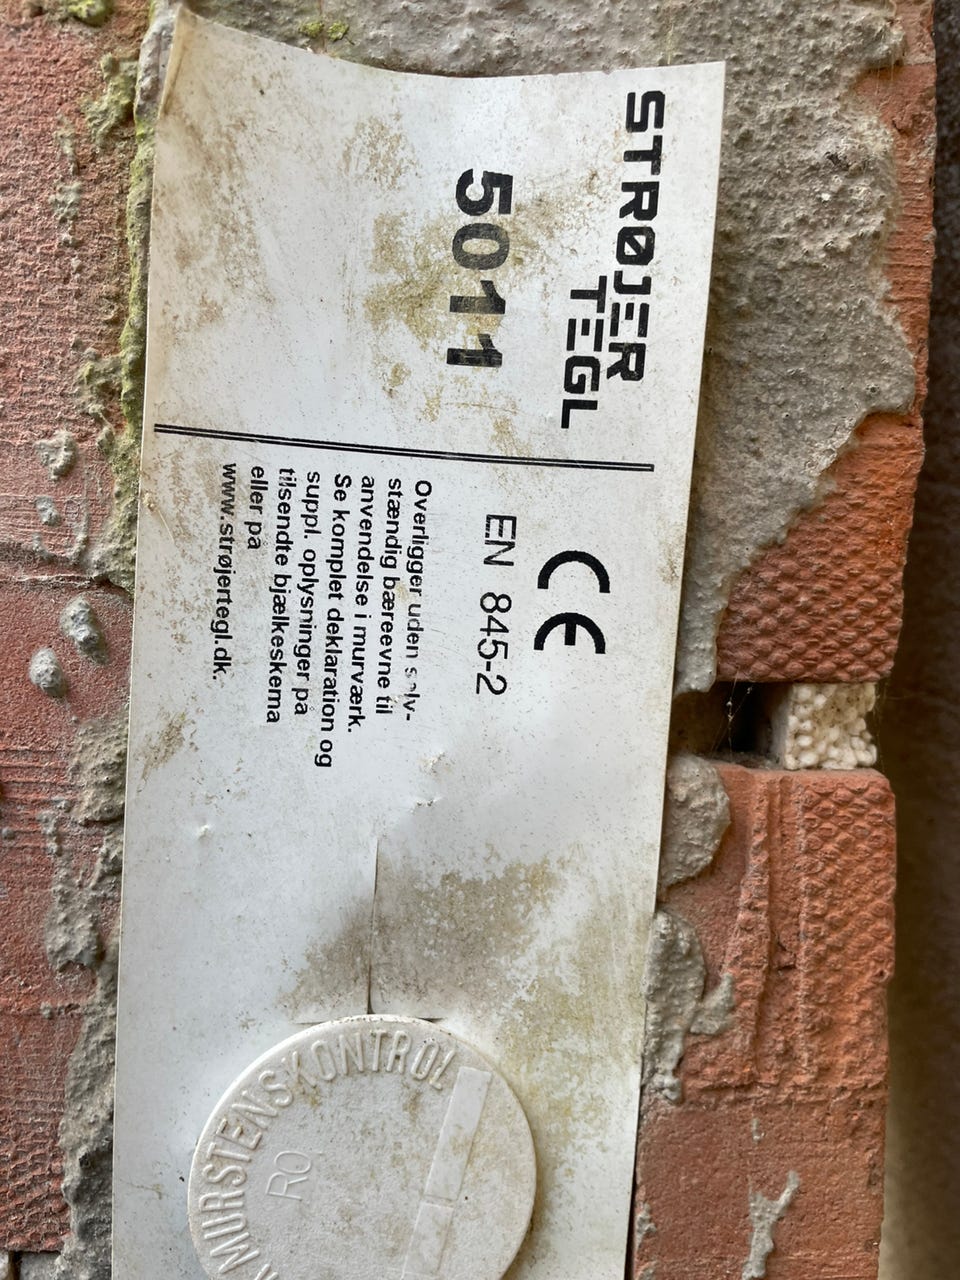 STRØJER
TEGL
5011
CE
EN 845-2
Overligger uden selv-
stændig bæreevne til
anvendelse i murværk.
Se komplet deklaration og
suppl. oplysninger på
tilsendte bjælkeskema
eller på
www.strøjertegl.dk.
MURSTENSKONTROL
RO